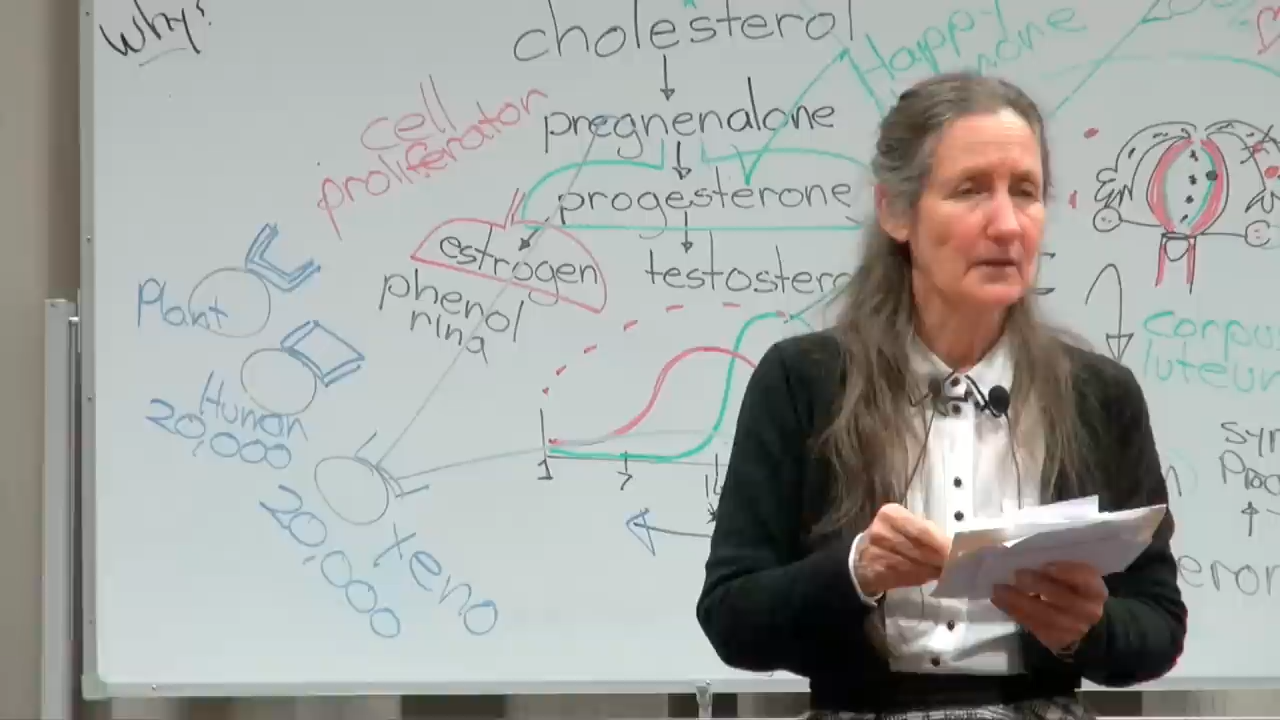 Why?
cholesterol
Happy
cell
proliferator
pregnenalone
progesterone
estrogen
testostero
phenol
ring
Plant
Human
20,000
Xeno
20,000
1
7
Corpus
luteum